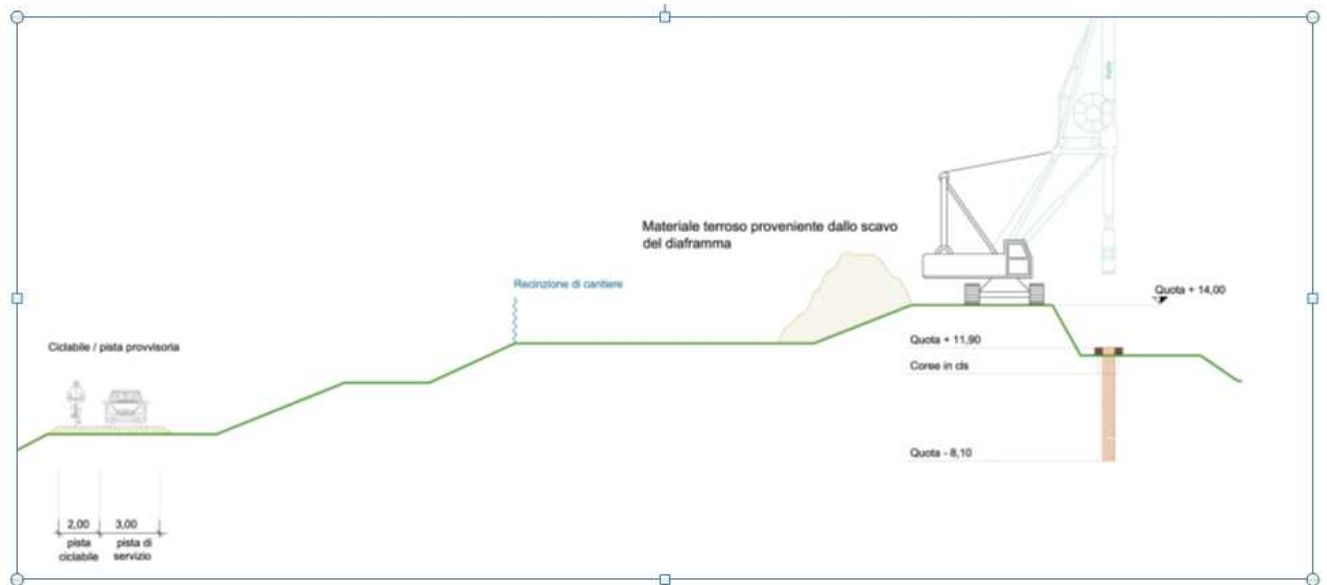 Materiale terroso proveniente dallo scavo
del diaframma
Recinzione di cantiere
Quota + 14,00
Ciclabile / pista provvisoria
Quota + 11,90
Coree in cls
Quota - 8,10
2,00
3,00
pista
ciclabile
pista di
servizio